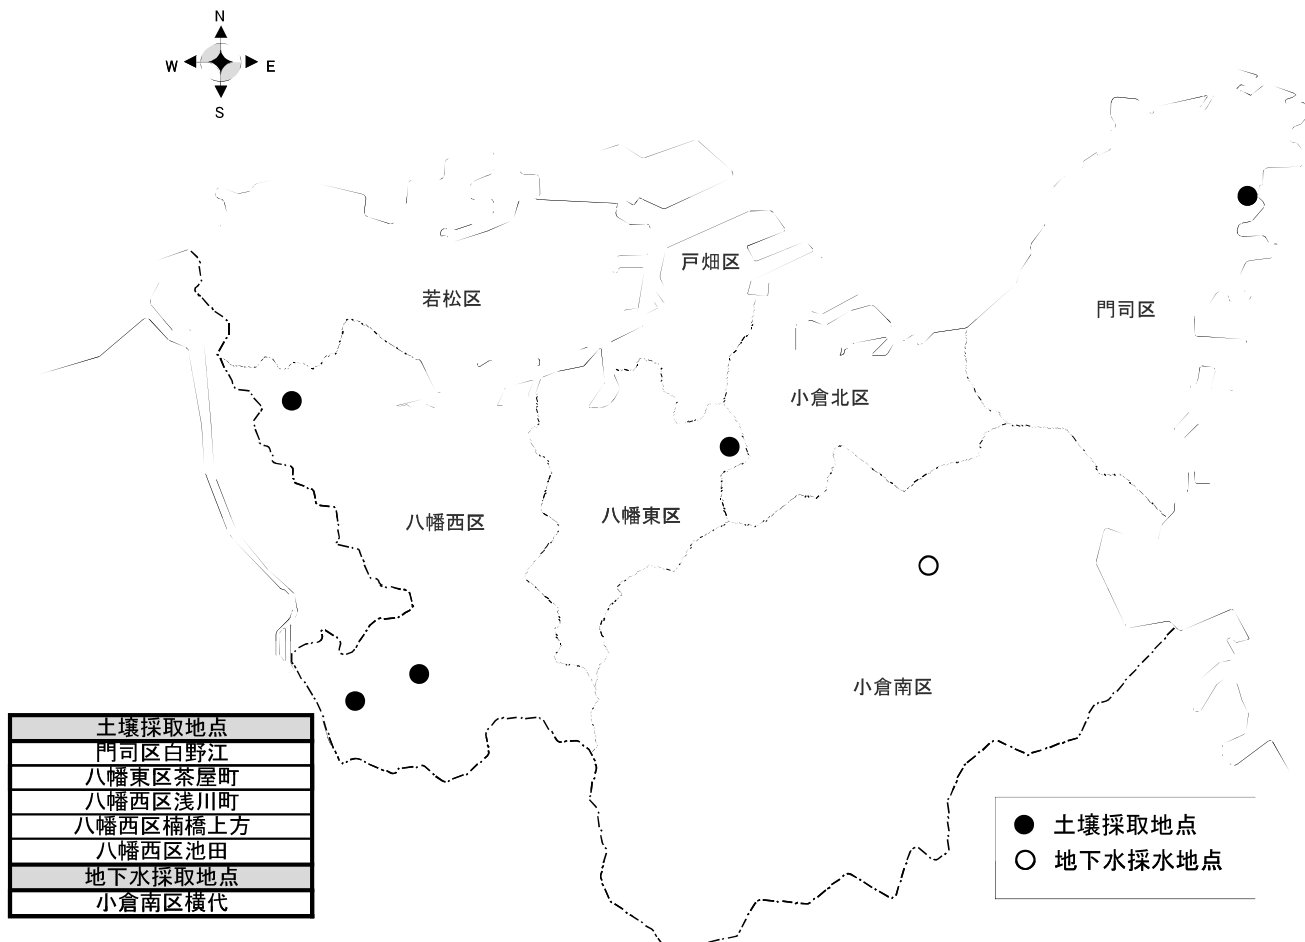 N
W
E
S
戸畑区
若松区
門司区
小倉北区
八幡西区
八幡東区
小倉南区
土壌採取地点
門司区白野江
八幡東区茶屋町
八幡西区浅川町
八幡西区楠橋上方
八幡西区池田
地下水採取地点
小倉南区横代
土壌採取地点
地下水採水地点